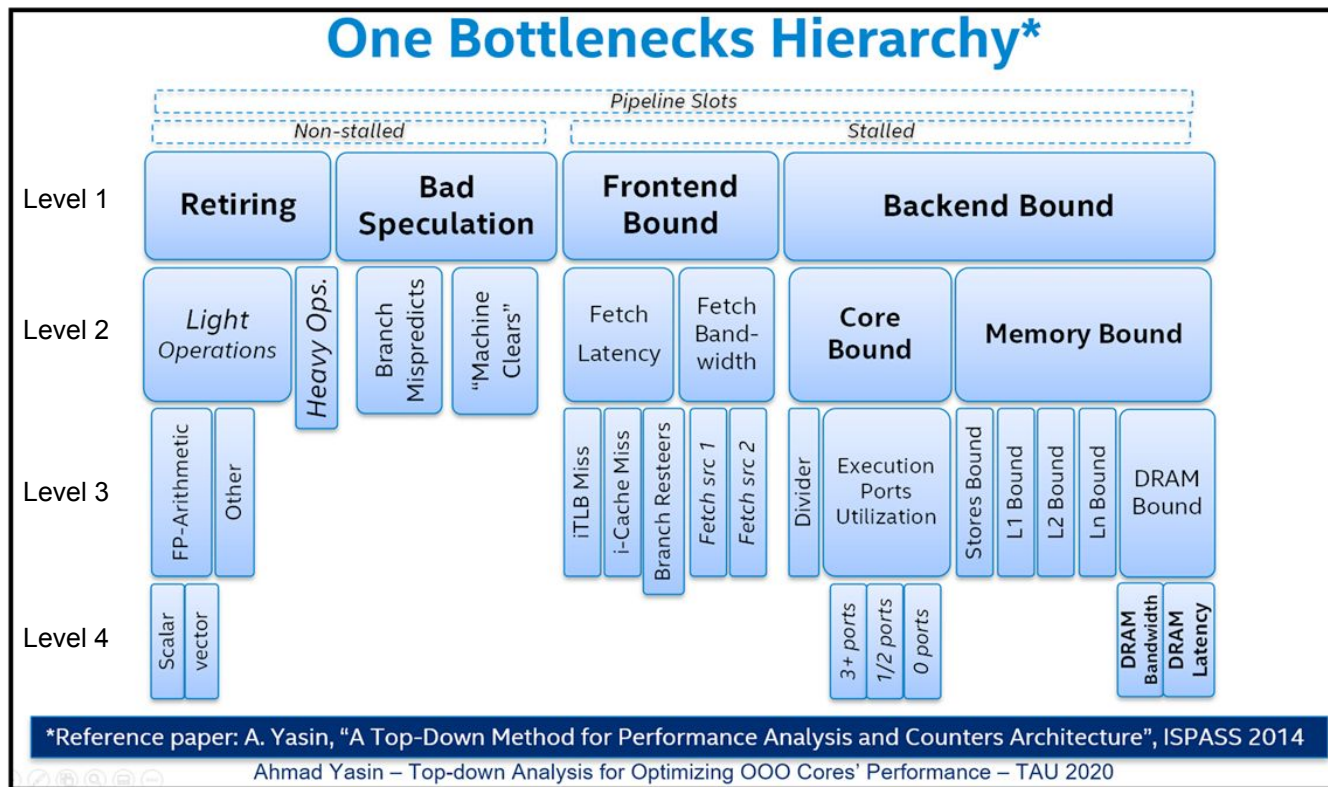 One Bottlenecks Hierarchy*
Pipeline Slots
Non-stalled
Stalled
Level 1
Retiring
Bad
Speculation
Frontend
Bound
Backend Bound
Level 2
Light
Operations
Heavy Ops.
Branch
Mispredicts
“Machine
Clears”
Fetch
Latency
Fetch
Band-
width
Core
Bound
Memory Bound
Level 3
FP-Arithmetic
Other
iTLB Miss
i-Cache Miss
Branch Resteers
Fetch src 1
Fetch src 2
Divider
Execution
Ports
Utilization
Stores Bound
L1 Bound
L2 Bound
Ln Bound
DRAM
Bound
Level 4
Scalar
vector
3+ ports
1/2 ports
0 ports
DRAM
Bandwidth
DRAM
Latency
*Reference paper: A. Yasin, “A Top-Down Method for Performance Analysis and Counters Architecture”, ISPASS 2014
Ahmad Yasin – Top-down Analysis for Optimizing OOO Cores’ Performance – TAU 2020